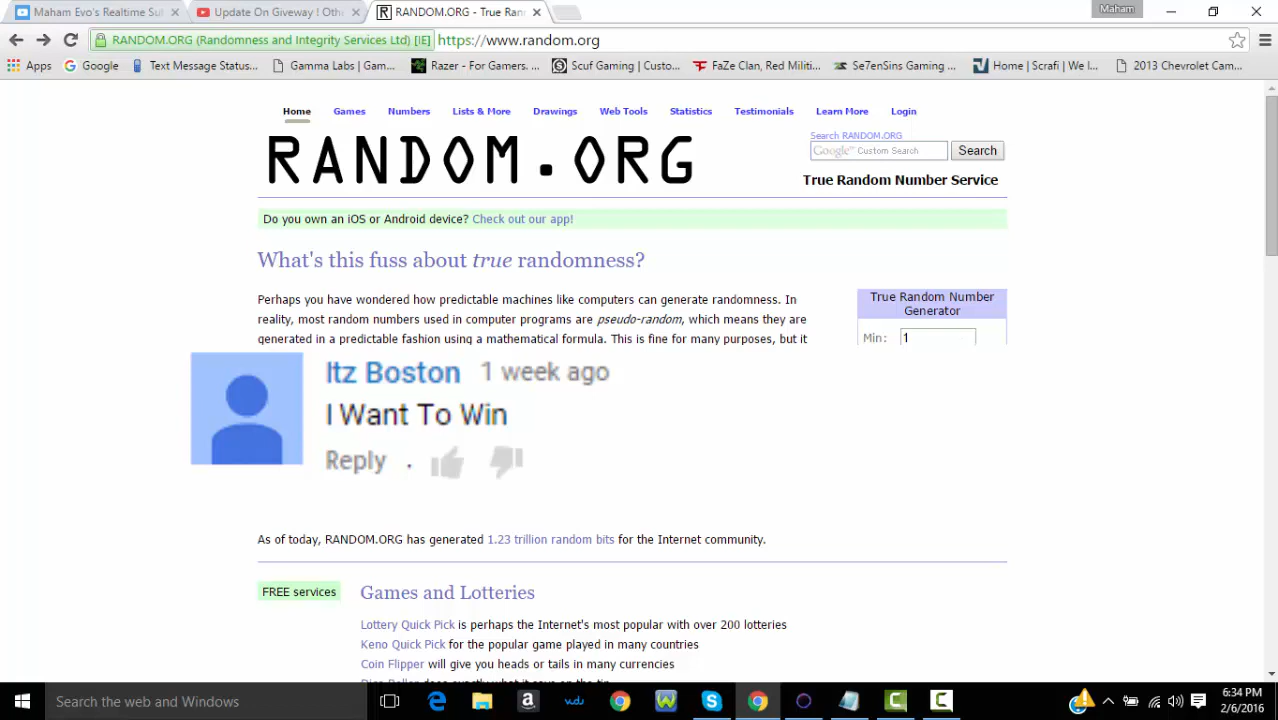 Maham Evo's Realtime Sul
Update On Giveway ! Othe
RANDOM.ORG - True Ran
Maham
RANDOM.ORG (Randomness and Integrity Services Ltd) [IE]
https://www.random.org
Apps
Google
Text Message Status...
Gamma Labs | Gam...
Razer - For Gamers. ...
Scuf Gaming | Custo...
FaZe Clan, Red Militi...
Se7enSins Gaming ...
Home | Scrafi | We I...
2013 Chevrolet Cam...
Home
Games
Numbers
Lists & More
Drawings
Web Tools
Statistics
Testimonials
Learn More
Login
RANDOM.ORG
Search RANDOM.ORG
Google™ Custom Search
Search
True Random Number Service
Do you own an iOS or Android device? Check out our app!
What's this fuss about true randomness?
Perhaps you have wondered how predictable machines like computers can generate randomness. In
reality, most random numbers used in computer programs are pseudo-random, which means they are
generated in a predictable fashion using a mathematical formula. This is fine for many purposes, but it
True Random Number
Generator
Min: 1
Itz Boston 1 week ago
I Want To Win
Reply
As of today, RANDOM.ORG has generated 1.23 trillion random bits for the Internet community.
FREE services
Games and Lotteries
Lottery Quick Pick is perhaps the Internet's most popular with over 200 lotteries
Keno Quick Pick for the popular game played in many countries
Coin Flipper will give you heads or tails in many currencies
Search the web and Windows
6:34 PM
2/6/2016